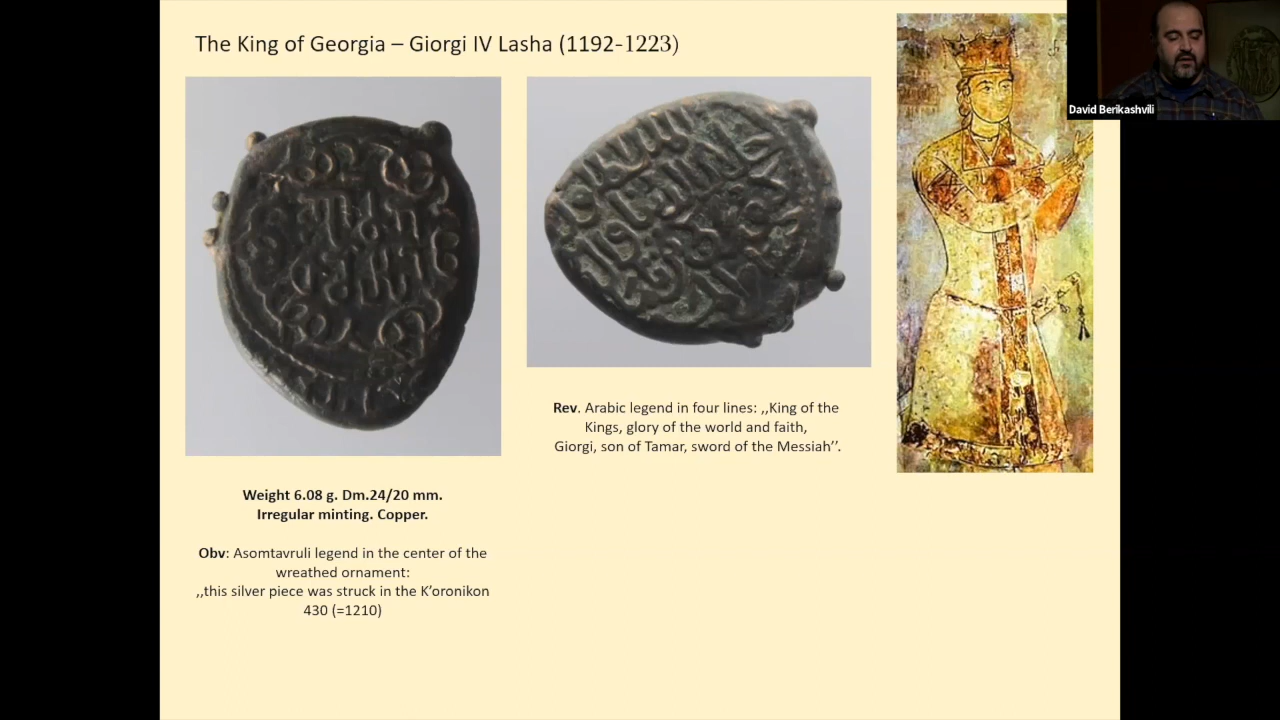 The King of Georgia – Giorgi IV Lasha (1192-1223)
David Berikashvili
Rev. Arabic legend in four lines: ,,King of the
Kings, glory of the world and faith,
Giorgi, son of Tamar, sword of the Messiah’’.
Weight 6.08 g. Dm.24/20 mm.
Irregular minting. Copper.
Obv: Asomtavruli legend in the center of the
wreathed ornament:
,,this silver piece was struck in the K’oronikon
430 (=1210)